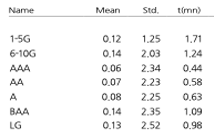 Name Mean Std. t(mn)
1-5G 0,12 1,25 1,71
6-10G 0,14 2,03 1,24
AAA 0,06 2,34 0,44
AA 0,07 2,23 0,58
A 0,08 2,25 0,63
BAA 0,14 2,35 1,09
LG 0,13 2,52 0,98